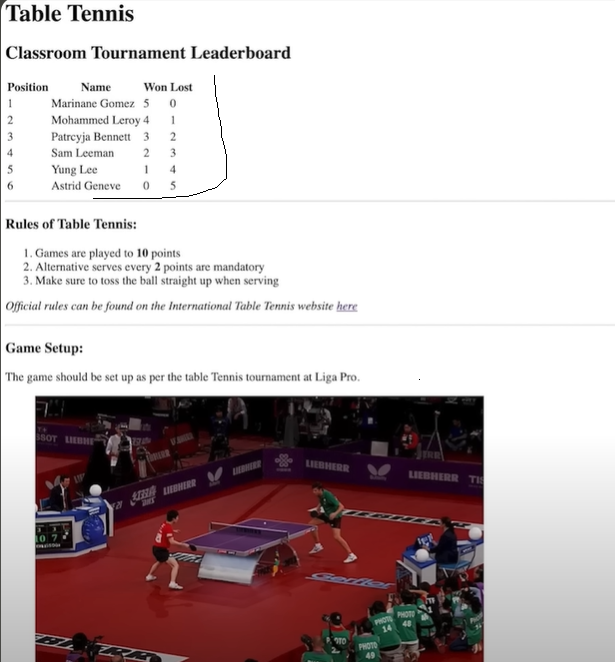 Table Tennis
Classroom Tournament Leaderboard
Position Name Won Lost
1 Marinane Gomez 5 0
2 Mohammed Leroy 4 1
3 Patrcyja Bennett 3 2
4 Sam Leeman 2 3
5 Yung Lee 1 4
6 Astrid Geneve 0 5
Rules of Table Tennis:
1. Games are played to 10 points
2. Alternative serves every 2 points are mandatory
3. Make sure to toss the ball straight up when serving
Official rules can be found on the International Table Tennis website here
Game Setup:
The game should be set up as per the table Tennis tournament at Liga Pro.
LIEBHERR
LIEBHERR
LIEBHERR
LIEBHERR
10 7
PHOTO
14
PHOTO
48
PHOTO
49